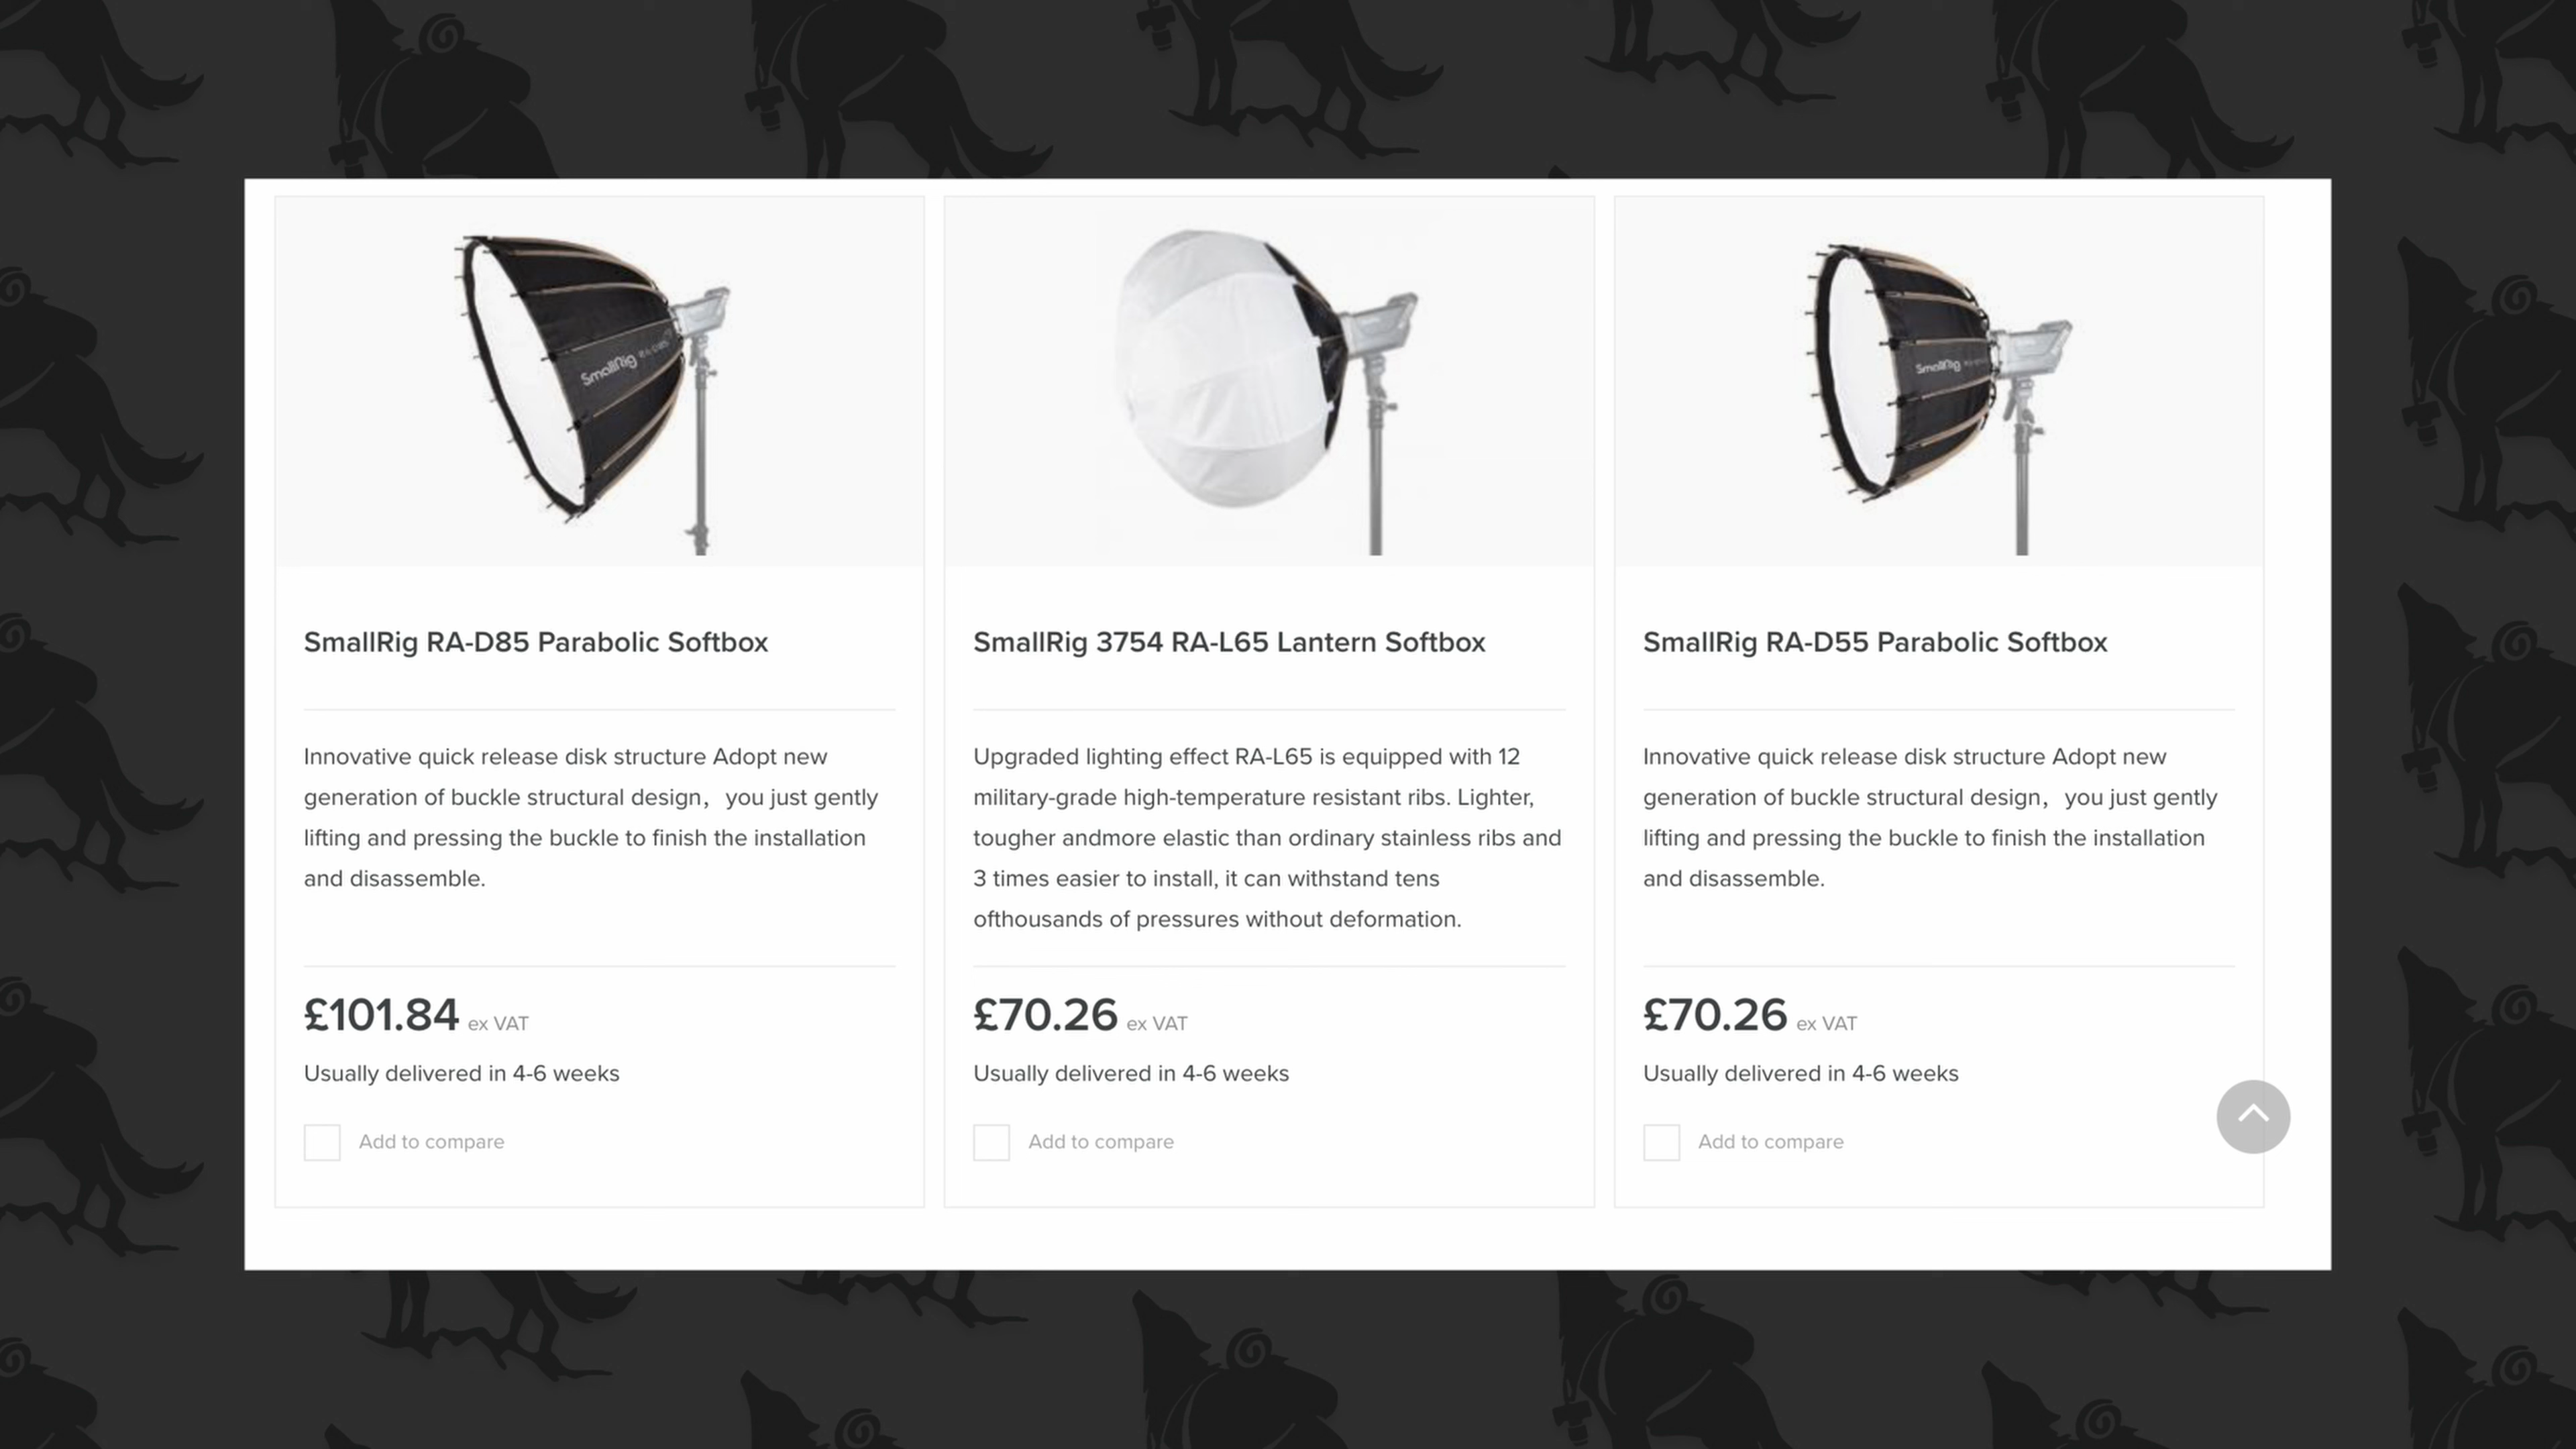 SmallRig
SmallRig
SmallRig RA-D85 Parabolic Softbox
Innovative quick release disk structure Adopt new
generation of buckle structural design，you just gently
lifting and pressing the buckle to finish the installation
and disassemble.
£101.84 ex VAT
Usually delivered in 4-6 weeks
Add to compare
SmallRig 3754 RA-L65 Lantern Softbox
Upgraded lighting effect RA-L65 is equipped with 12
military-grade high-temperature resistant ribs. Lighter,
tougher andmore elastic than ordinary stainless ribs and
3 times easier to install, it can withstand tens
ofthousands of pressures without deformation.
£70.26 ex VAT
Usually delivered in 4-6 weeks
Add to compare
SmallRig RA-D55 Parabolic Softbox
Innovative quick release disk structure Adopt new
generation of buckle structural design，you just gently
lifting and pressing the buckle to finish the installation
and disassemble.
£70.26 ex VAT
Usually delivered in 4-6 weeks
Add to compare